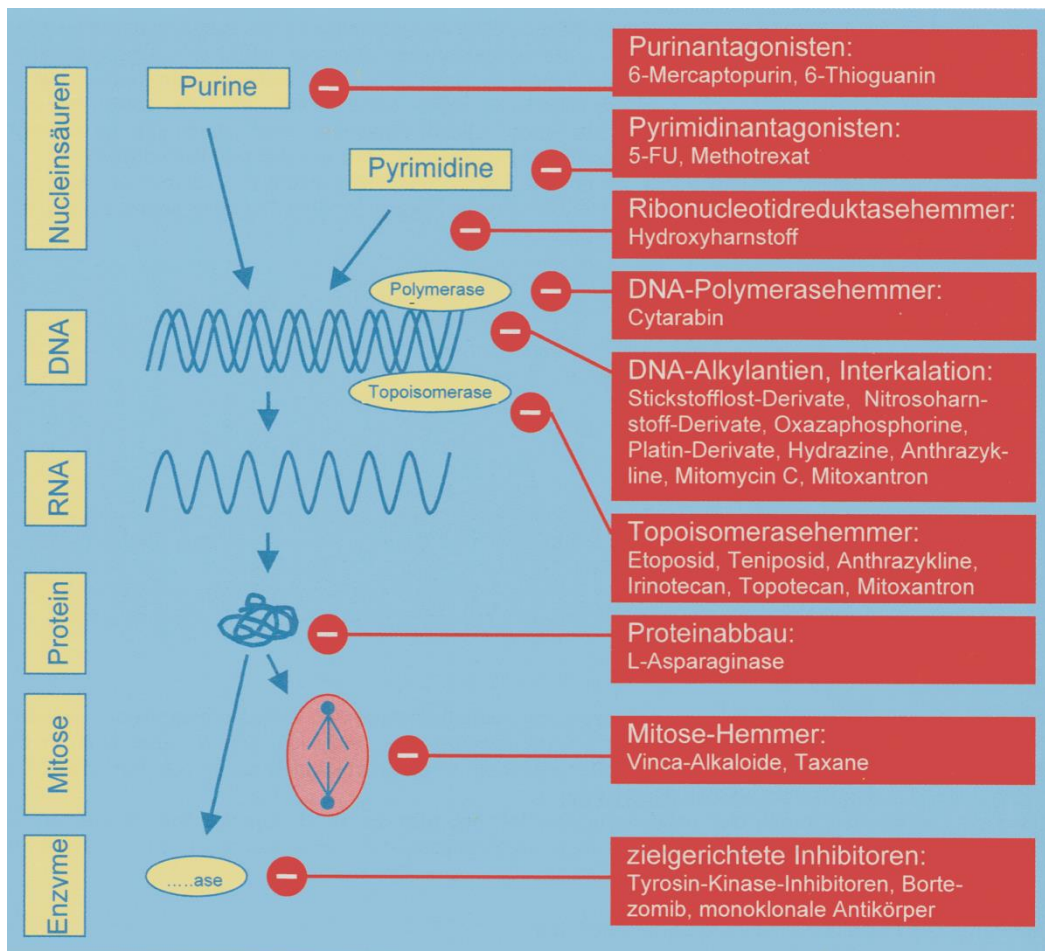 Nucleinsäuren
Purine
Pyrimidine
Purinantagonisten:
6-Mercaptopurin, 6-Thioguanin
Pyrimidinantagonisten:
5-FU, Methotrexat
Ribonucleotidreduktasehemmer:
Hydroxyharnstoff
DNA
Polymerase
Topoisomerase
DNA-Polymerasehemmer:
Cytarabin
DNA-Alkylantien, Interkalation:
Stickstofflost-Derivate, Nitrosoharn-
stoff-Derivate, Oxazaphosphorine,
Platin-Derivate, Hydrazine, Anthrazyk-
line, Mitomycin C, Mitoxantron
RNA
Topoisomerasehemmer:
Etoposid, Teniposid, Anthrazykline,
Irinotecan, Topotecan, Mitoxantron
Protein
Proteinabbau:
L-Asparaginase
Mitose
Mitose-Hemmer:
Vinca-Alkaloide, Taxane
Enzyme
.....ase
zielgerichtete Inhibitoren:
Tyrosin-Kinase-Inhibitoren, Borte-
zomib, monoklonale Antikörper